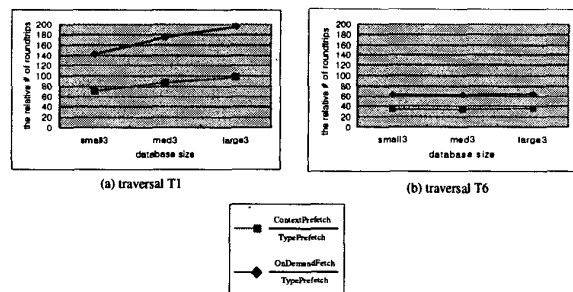 the relative # of roundtrips
200
180
160
140
120
100
80
60
40
20
0
small3 med3 large3
database size
(a) traversal T1
the relative # of roundtrips
200
180
160
140
120
100
80
60
40
20
0
small3 med3 large3
database size
(b) traversal T6
ContextPrefetch
TypePrefetch
OnDemandFetch
TypePrefetch